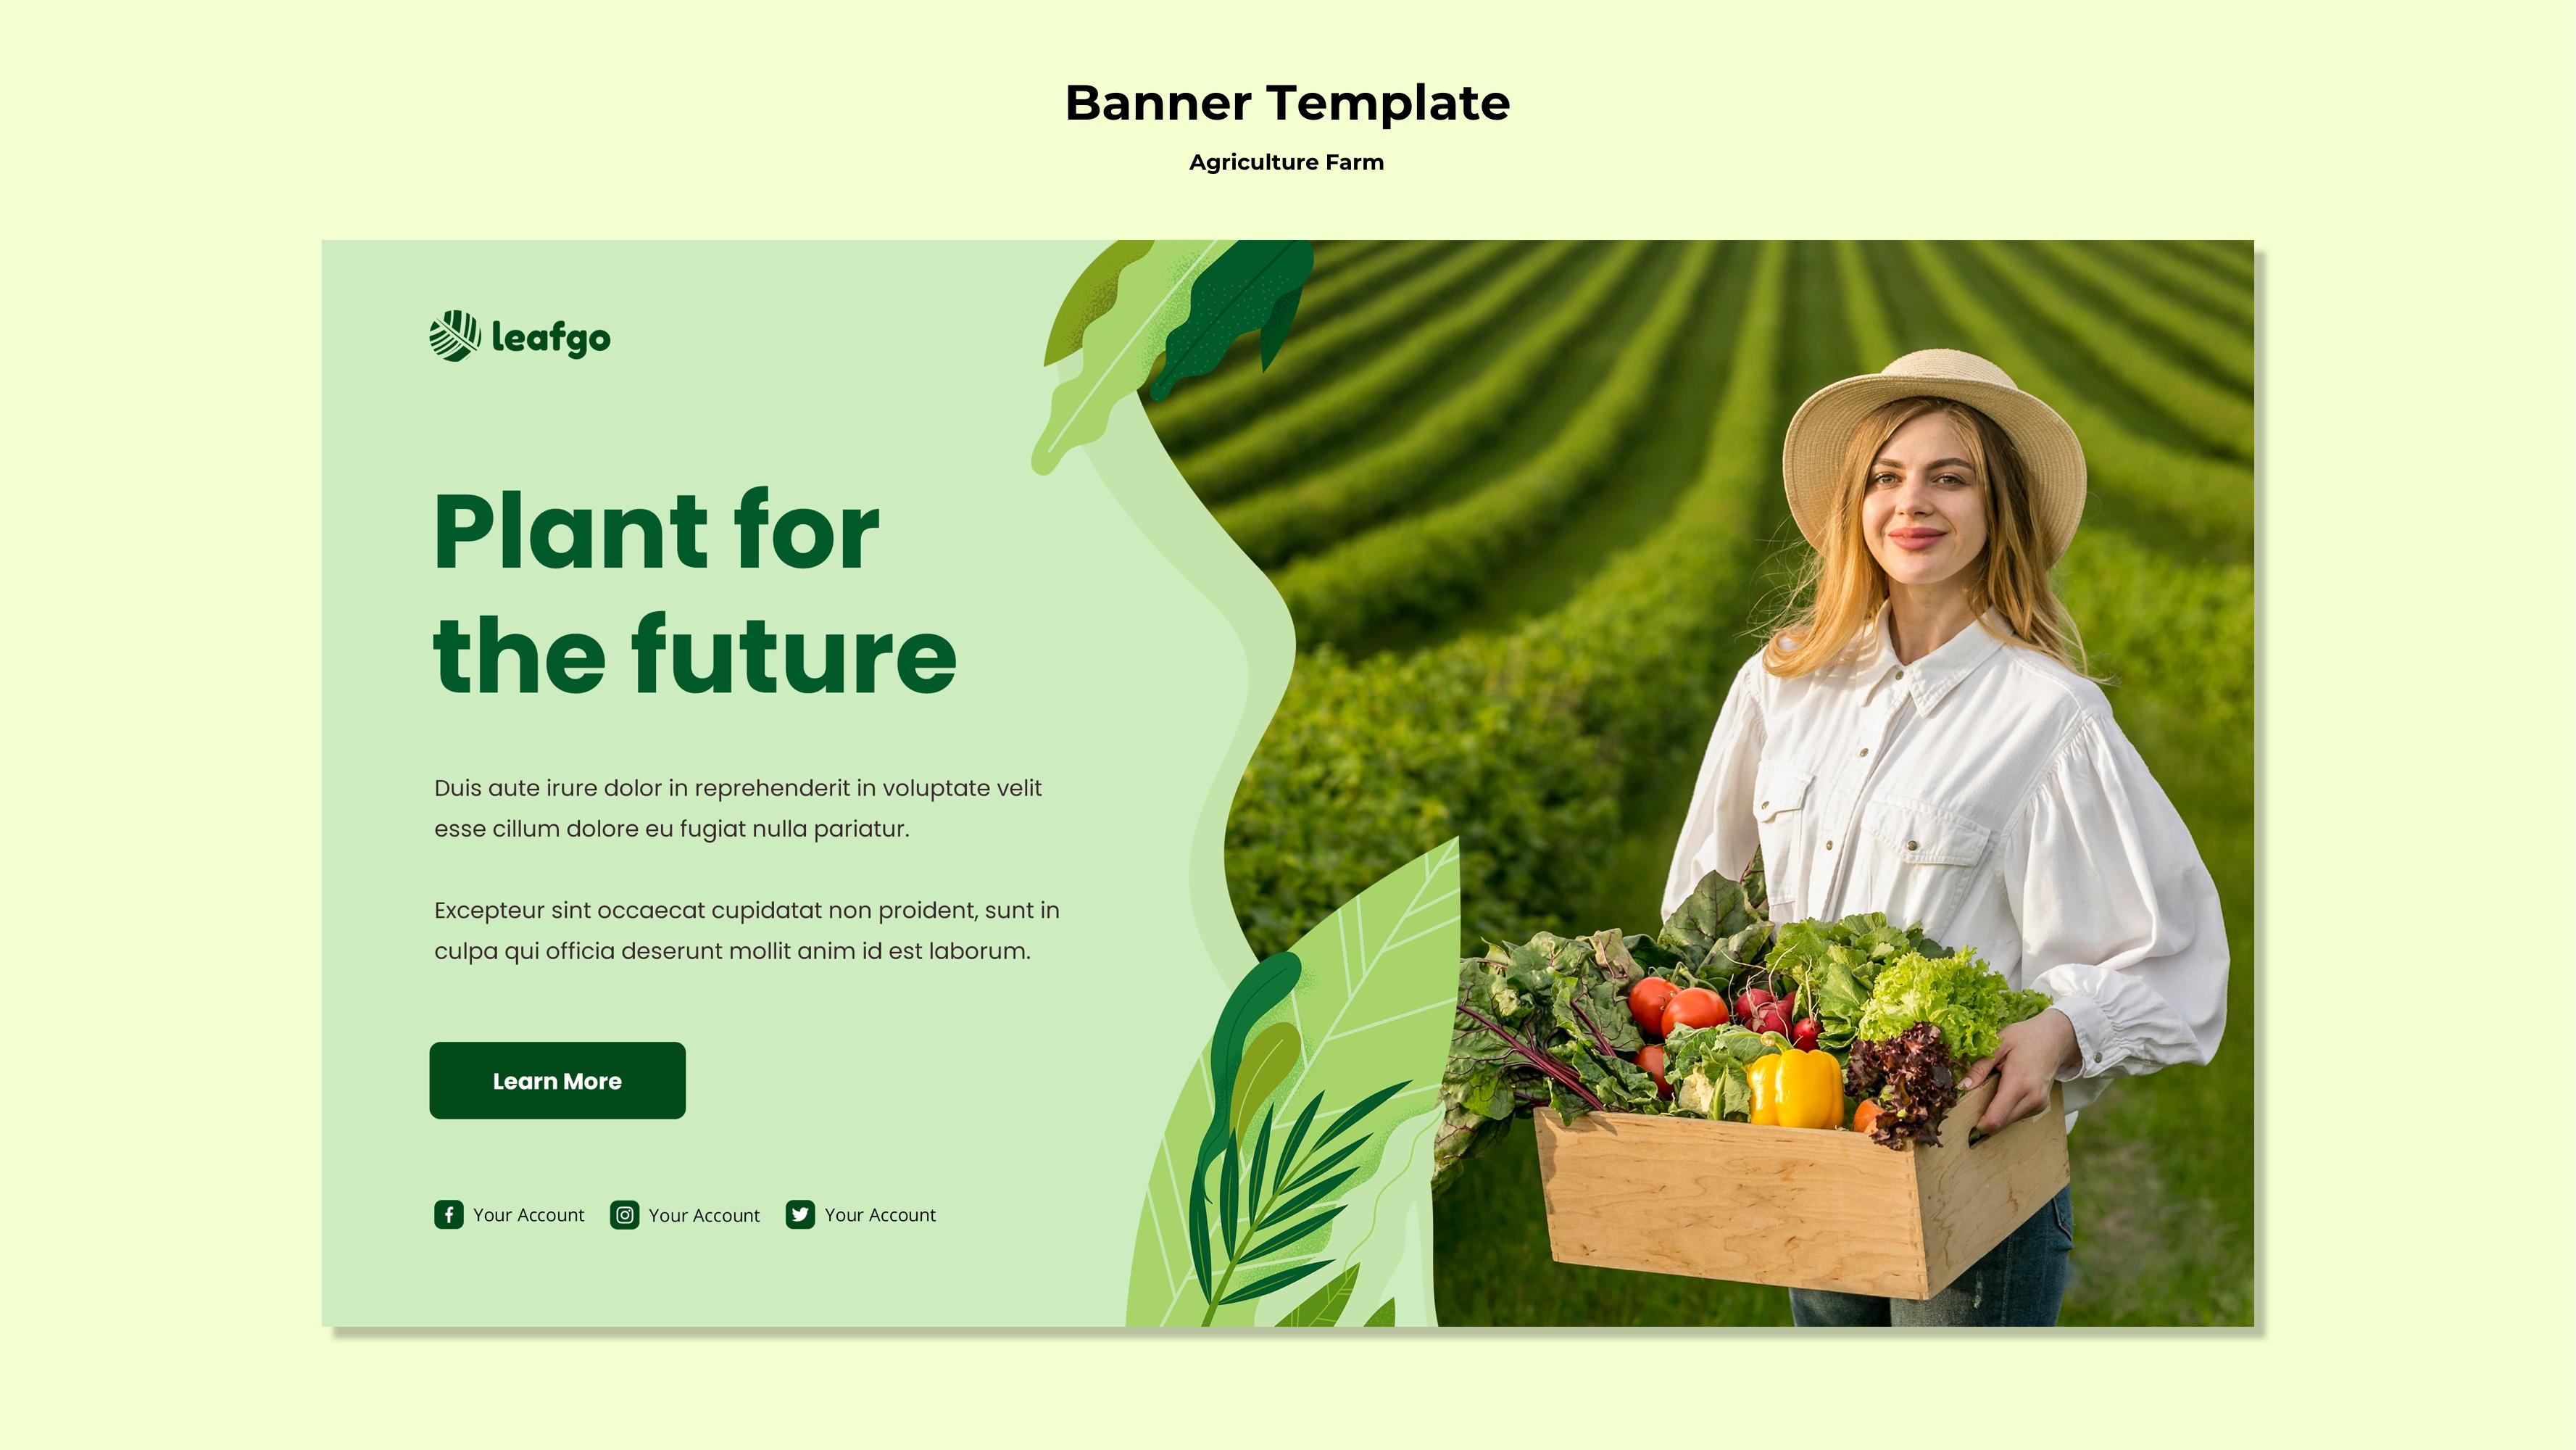 Banner Template
Agriculture Farm
leafgo
Plant for
the future
Duis aute irure dolor in reprehenderit in voluptate velit
esse cillum dolore eu fugiat nulla pariatur.
Excepteur sint occaecat cupidatat non proident, sunt in
culpa qui officia deserunt mollit anim id est laborum.
Learn More
Your Account Your Account Your Account